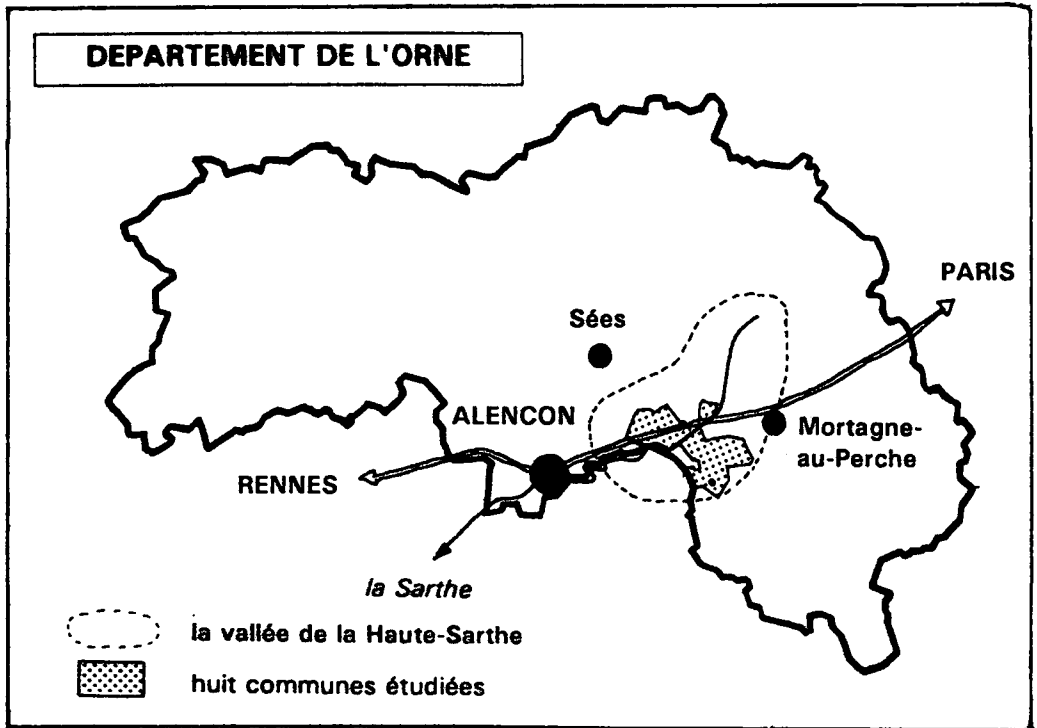 DEPARTEMENT DE L'ORNE
PARIS
Sées
ALENCON
Mortagne-
au-Perche
RENNES
la Sarthe
la vallée de la Haute-Sarthe
huit communes étudiées